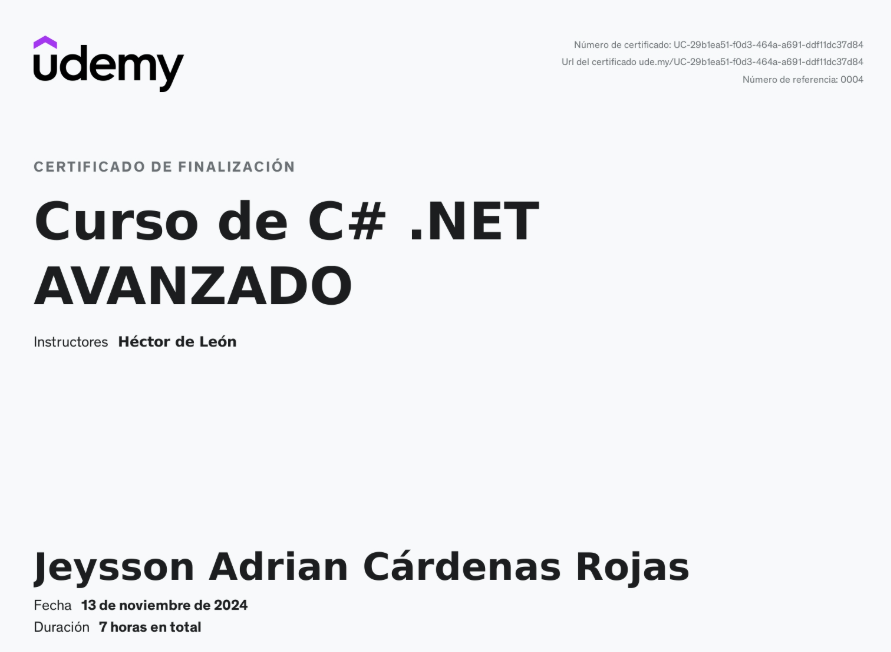 udemy
Número de certificado: UC-29b1ea51-f0d3-464a-a691-ddf11dc37d84
Url del certificado ude.my/UC-29b1ea51-f0d3-464a-a691-ddf11dc37d84
Número de referencia: 0004
CERTIFICADO DE FINALIZACIÓN
Curso de C# .NET
AVANZADO
Instructores Héctor de León
Jeysson Adrian Cárdenas Rojas
Fecha 13 de noviembre de 2024
Duración 7 horas en total